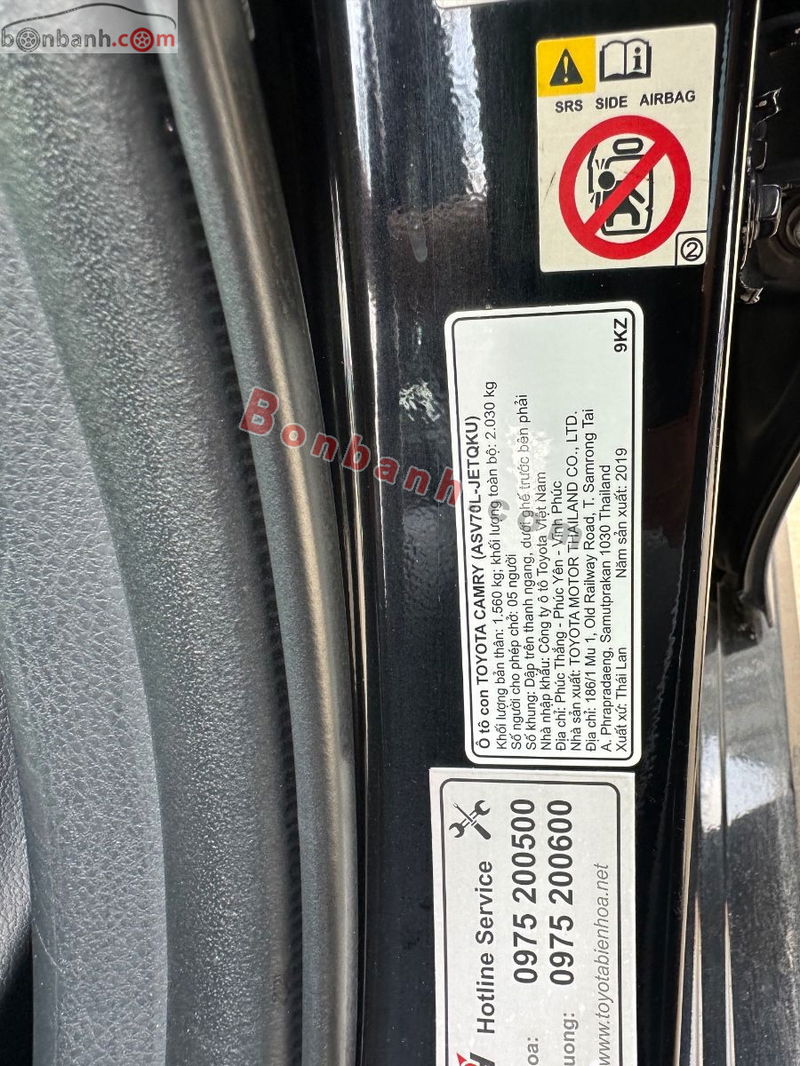 bonbanh.com
SRS SIDE AIRBAG
2
Ô tô con TOYOTA CAMRY (ASV70L-JETQKU)
Khối lượng bản thân: 1.560 kg; khối lượng toàn bộ: 2.030 kg
Số người cho phép chở: 05 người
Số khung: Dập trên thanh ngang, dưới ghế trước bên phải
Nhà nhập khẩu: Công ty ô tô Toyota Việt Nam
Địa chỉ: Phúc Thắng - Phúc Yên - Vĩnh Phúc
Nhà sản xuất: TOYOTA MOTOR THAILAND CO., LTD.
Địa chỉ: 186/1 Mu 1, Old Railway Road, T. Samrong Tai
A. Phrapradaeng, Samutprakan 1030 Thailand
Xuất xứ: Thái Lan Năm sản xuất: 2019 9KZ
Bonbanh.com
Hotline Service
oa: 0975 200500
uong: 0975 200600
www.toyotabienhoa.net